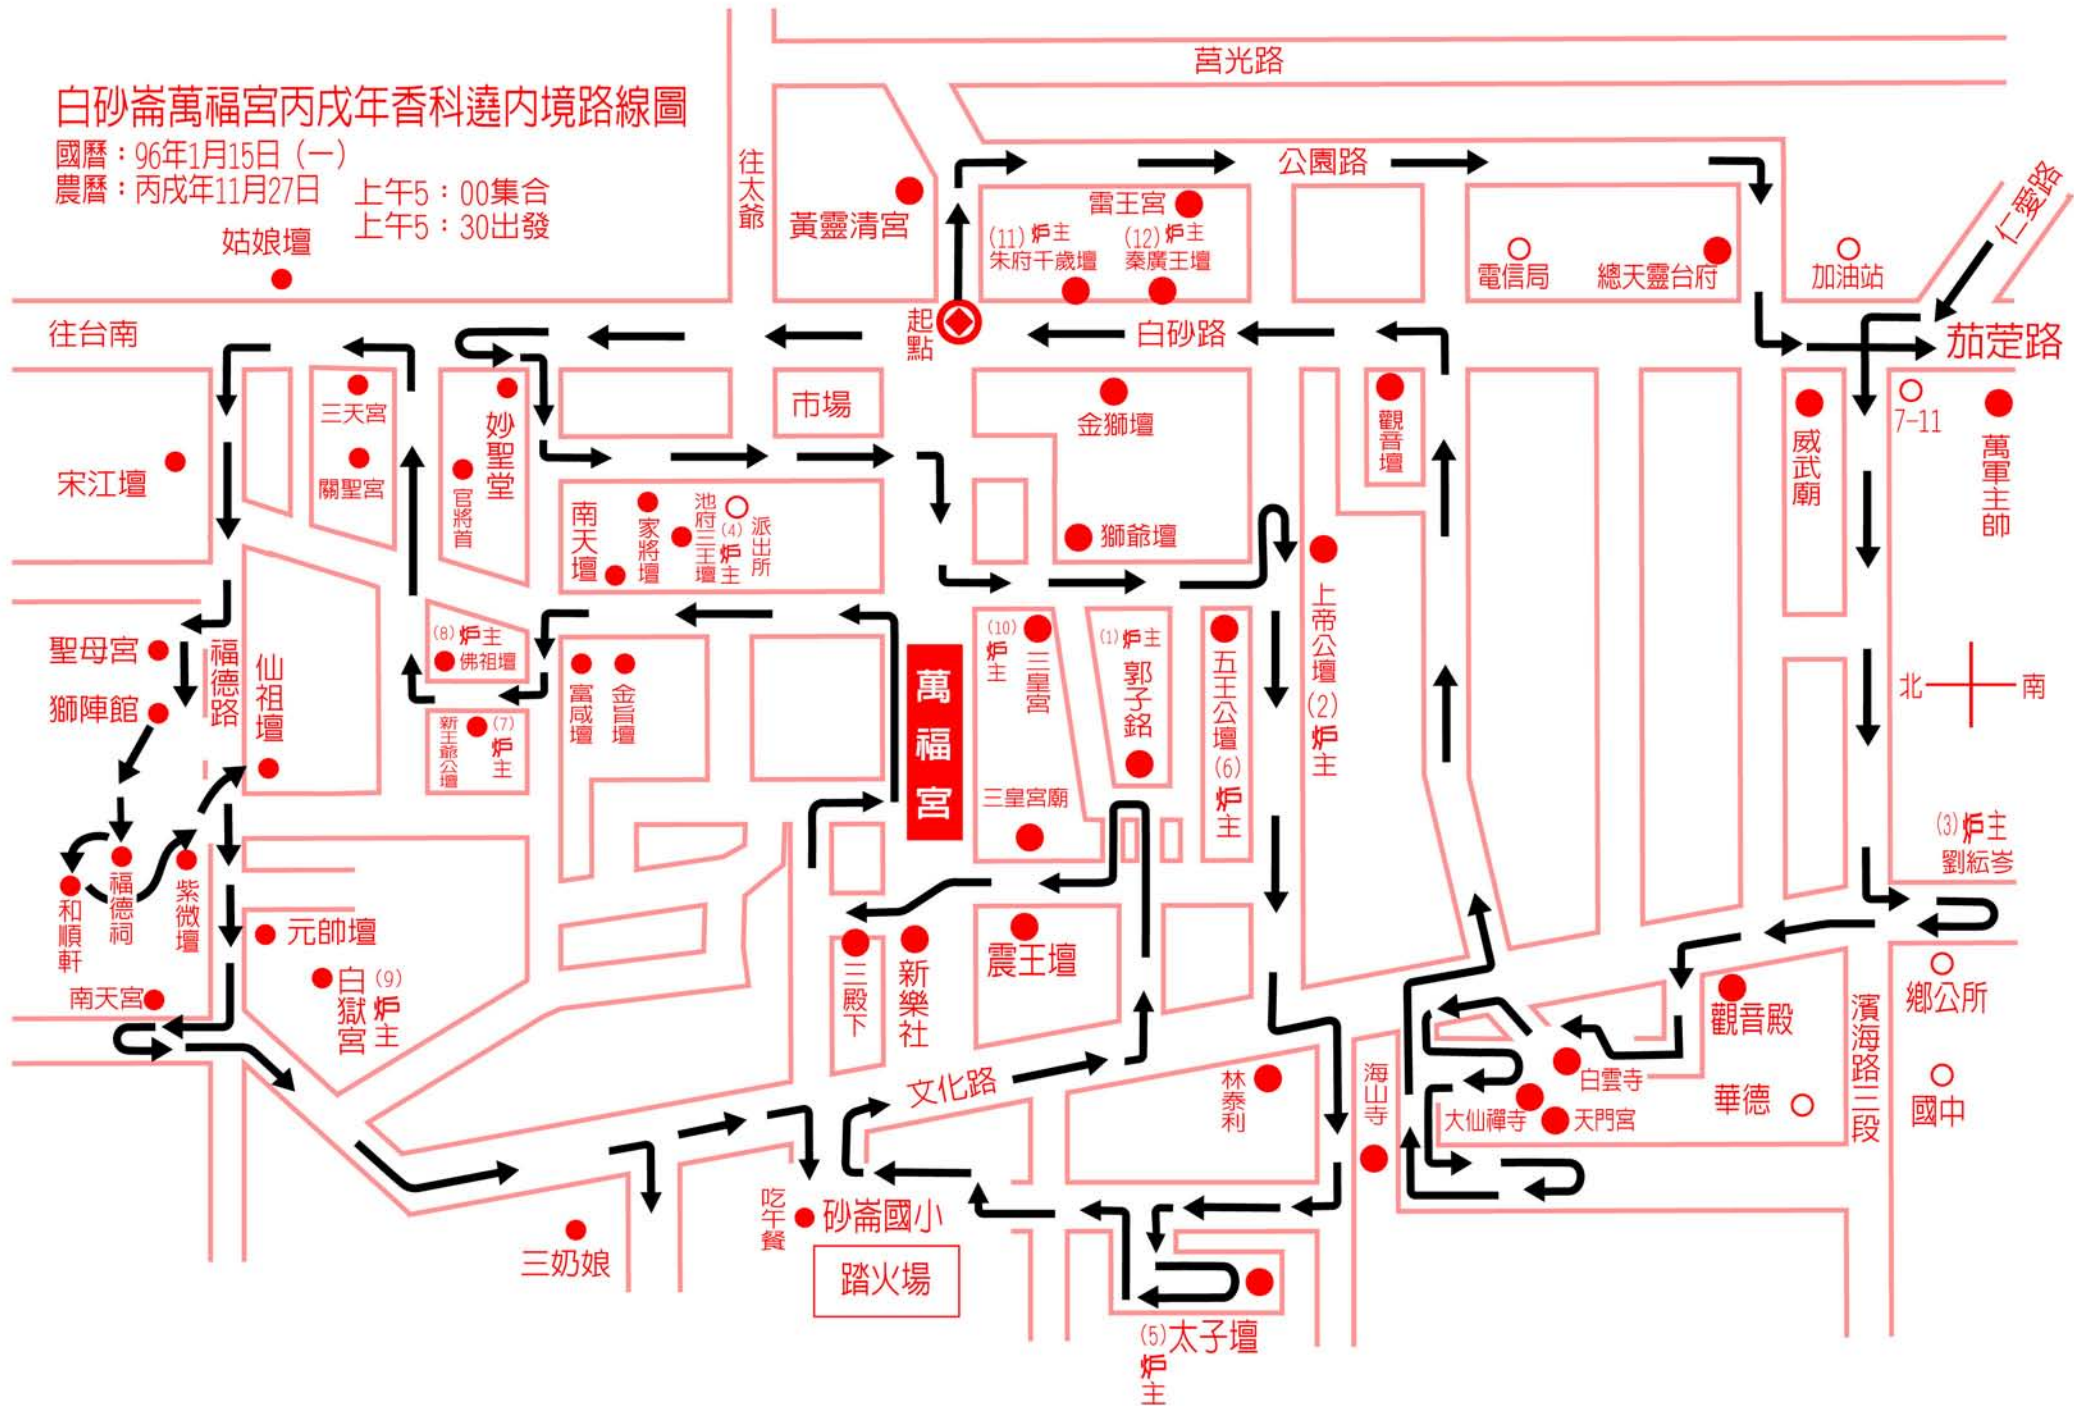 白砂崙萬福宮丙戌年香科遶内境路線圖
國曆：96年1月15日（一）
農曆：丙戌年11月27日
上午5：00集合
上午5：30出發
莒光路
往太爺
公園路
仁愛路
黃靈清宮
雷王宮
(11)炉主
朱府千歲壇
(12)炉主
秦廣王壇
電信局
總天靈台府
加油站
姑娘壇
往台南
起點
白砂路
茄萣路
三天宮
關聖宮
宋江壇
妙聖堂
官將首
市場
金獅壇
觀音壇
威武廟
7-11
萬軍主帥
南天壇
家將壇
池府三王壇
(4)炉主
派出所
獅爺壇
上帝公壇(2)炉主
聖母宮
獅陣館
福德路
仙祖壇
(8)炉主
佛祖壇
新王爺公壇
(7)炉主
富咸壇
金旨壇
萬福宮
(10)炉主
三皇宮
(1)炉主
郭子銘
五王公壇(6)炉主
三皇宮廟
北
南
(3)炉主
劉紜岑
和順軒
福德祠
紫微壇
南天宮
元帥壇
白獄宮
(9)炉主
三殿下
新樂社
震王壇
文化路
林泰利
海山寺
白雲寺
大仙禪寺
天門宮
觀音殿
華德
濱海路三段
鄉公所
國中
三奶娘
吃午餐
砂崙國小
踏火場
(5)炉主
太子壇